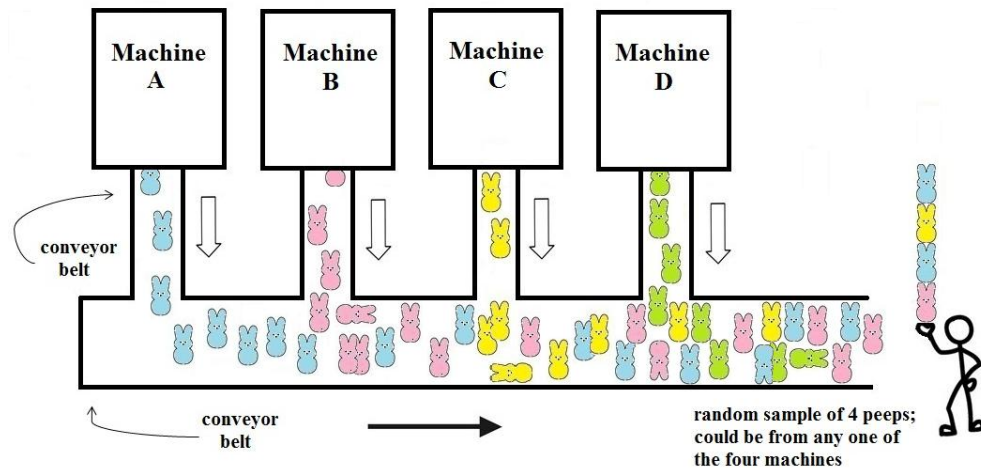 Machine
A
Machine
B
Machine
C
Machine
D
conveyor
belt
conveyor
belt
random sample of 4 peeps;
could be from any one of
the four machines